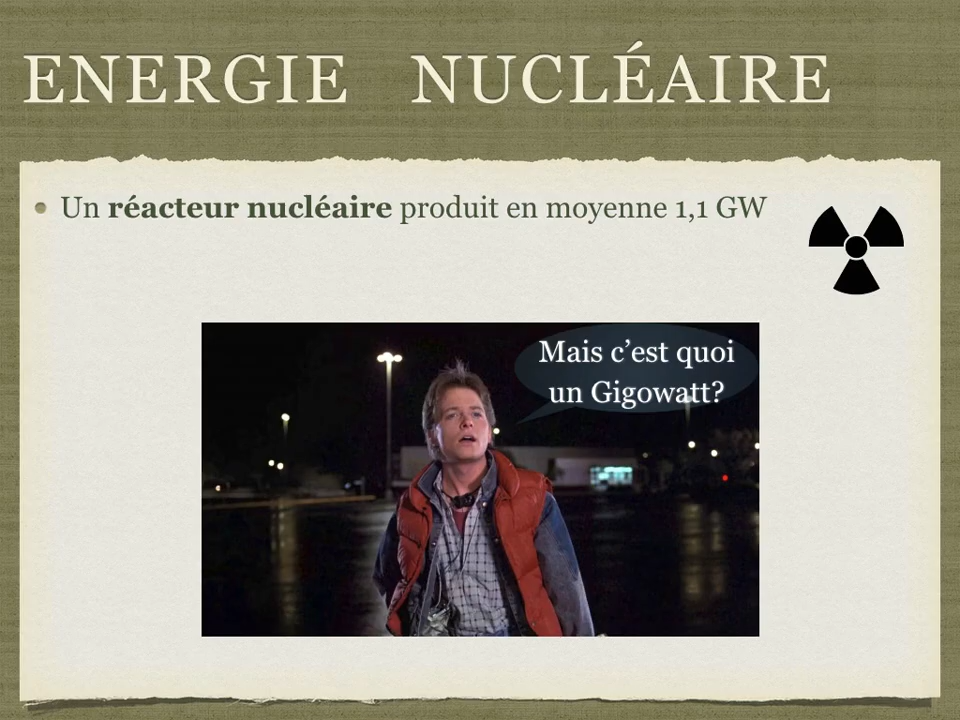 ENERGIE NUCLÉAIRE
Un réacteur nucléaire produit en moyenne 1,1 GW
Mais c’est quoi
un Gigowatt?